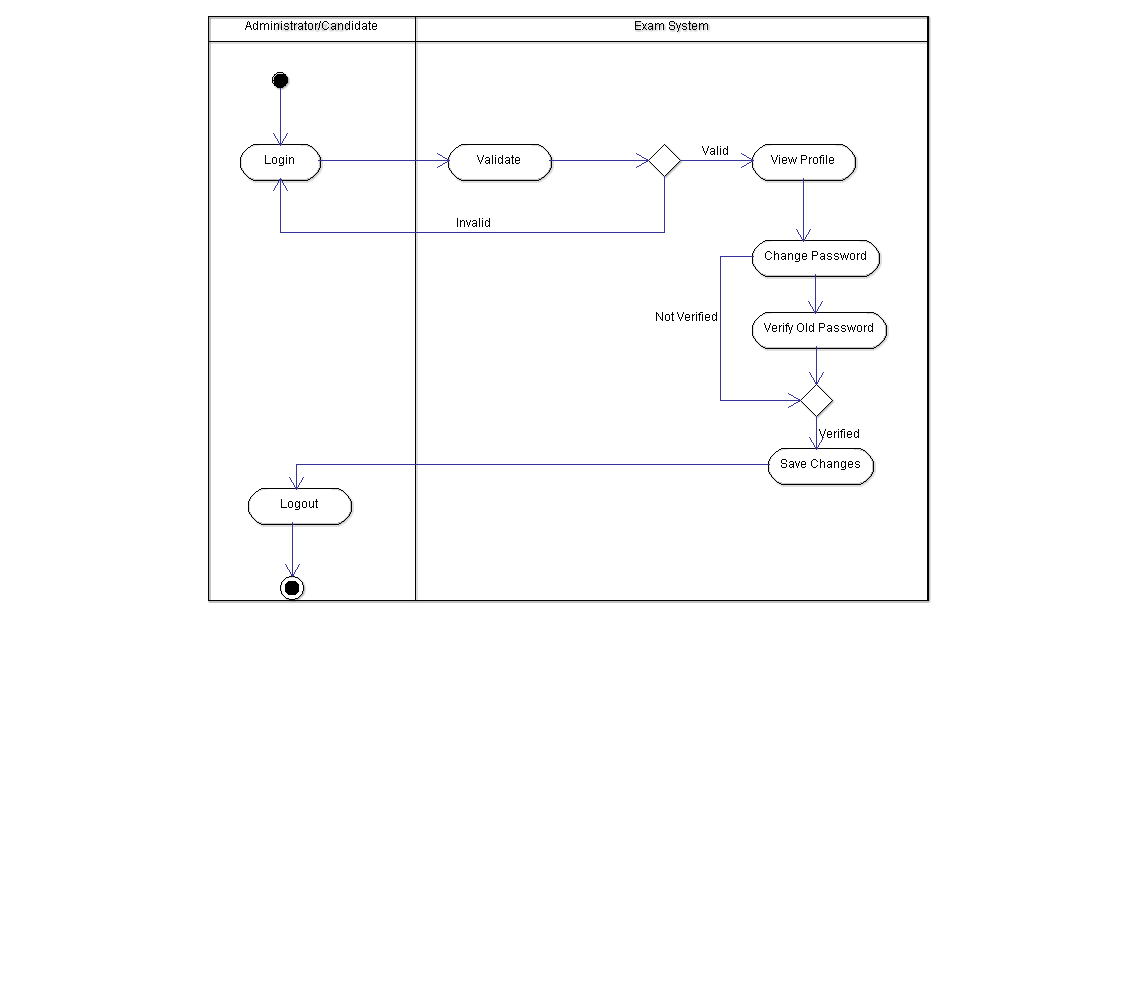 Administrator/Candidate
Exam System
Login
Validate
Valid
View Profile
Invalid
Change Password
Not Verified
Verify Old Password
Verified
Save Changes
Logout